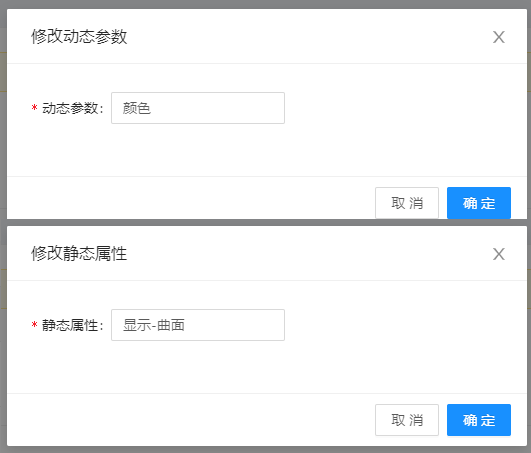 修改动态参数
* 动态参数: 颜色
取 消 确 定
修改静态属性
* 静态属性: 显示-曲面
取 消 确 定